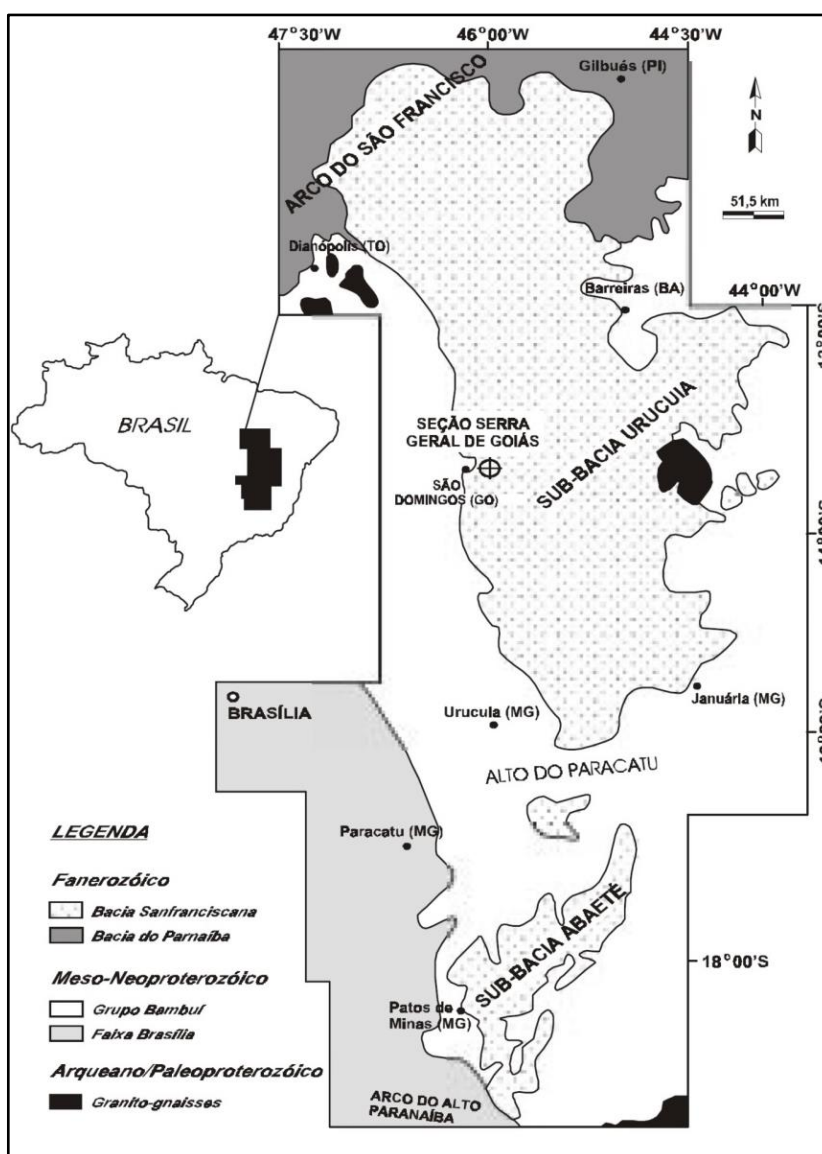 47°30'W
46°00'W
44°30'W
Gilbués (PI)
N
ARCO DO SÃO FRANCISCO
51,5 km
Dianópolis (TO)
Barreiras (BA)
44°00'W
BRASIL
SEÇÃO SERRA
GERAL DE GOIÁS
SUB-BACIA URUCUIA
SÃO
DOMINGOS (GO)
14°00'S
BRASÍLIA
Urucula (MG)
Januária (MG)
ALTO DO PARACATU
LEGENDA
Paracatu (MG)
Fanerozóico
Bacia Sanfranciscana
Bacia do Parnaíba
SUB-BACIA ABAETÉ
18°00'S
Meso-Neoproterozóico
Grupo Bambuí
Faixa Brasília
Patos de
Minas (MG)
Arqueano/Paleoproterozóico
Granito-gnaisses
ARCO DO ALTO
PARANAÍBA